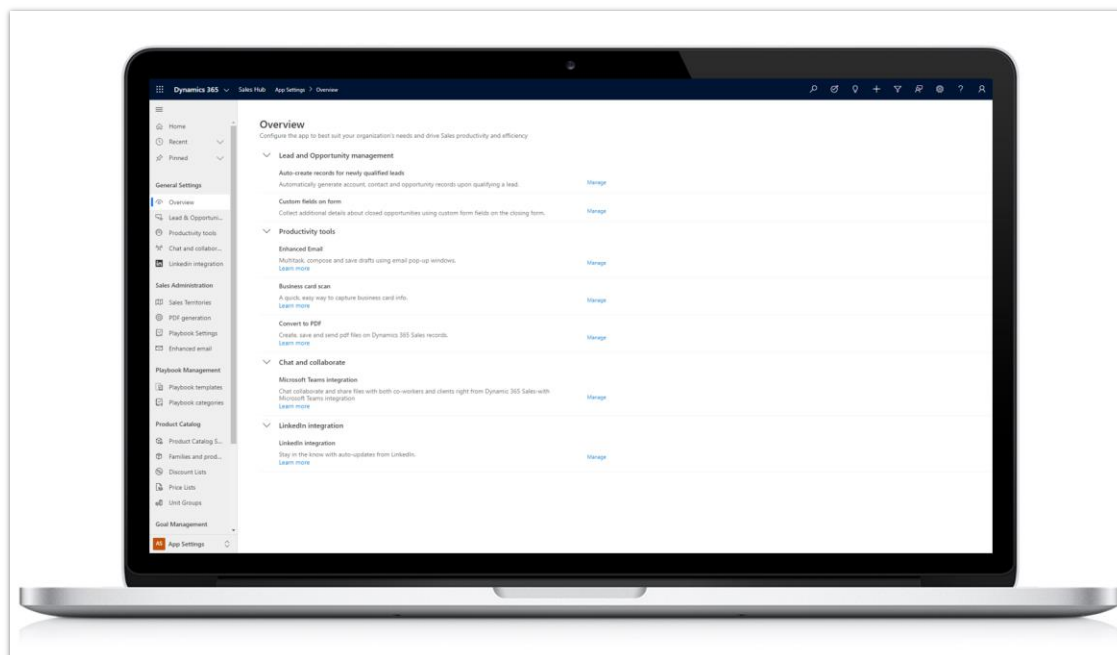 Dynamics 365
Sales Hub
App Settings > Overview
Home
Recent
Pinned
General Settings
Overview
Lead & Opportuni...
Productivity tools
Chat and collabor...
LinkedIn integration
Sales Administration
Sales Territories
PDF generation
Playbook Settings
Enhanced email
Playbook Management
Playbook templates
Playbook categories
Product Catalog
Product Catalog S...
Families and prod...
Discount Lists
Price Lists
Unit Groups
Goal Management
AS App Settings
Overview
Configure the app to best suit your organization's needs and drive Sales productivity and efficiency
Lead and Opportunity management
Auto-create records for newly qualified leads
Automatically generate account, contact and opportunity records upon qualifying a lead.
Manage
Custom fields on form
Collect additional details about closed opportunities using custom form fields on the closing form.
Manage
Productivity tools
Enhanced Email
Multitask, compose and save drafts using email pop-up windows.
Learn more
Manage
Business card scan
A quick, easy way to capture business card info.
Learn more
Manage
Convert to PDF
Create, save and send pdf files on Dynamics 365 Sales records.
Learn more
Manage
Chat and collaborate
Microsoft Teams integration
Chat collaborate and share files with both co-workers and clients right from Dynamic 365 Sales with
Microsoft Teams integration
Learn more
Manage
LinkedIn integration
LinkedIn integration
Stay in the know with auto-updates from LinkedIn.
Learn more
Manage